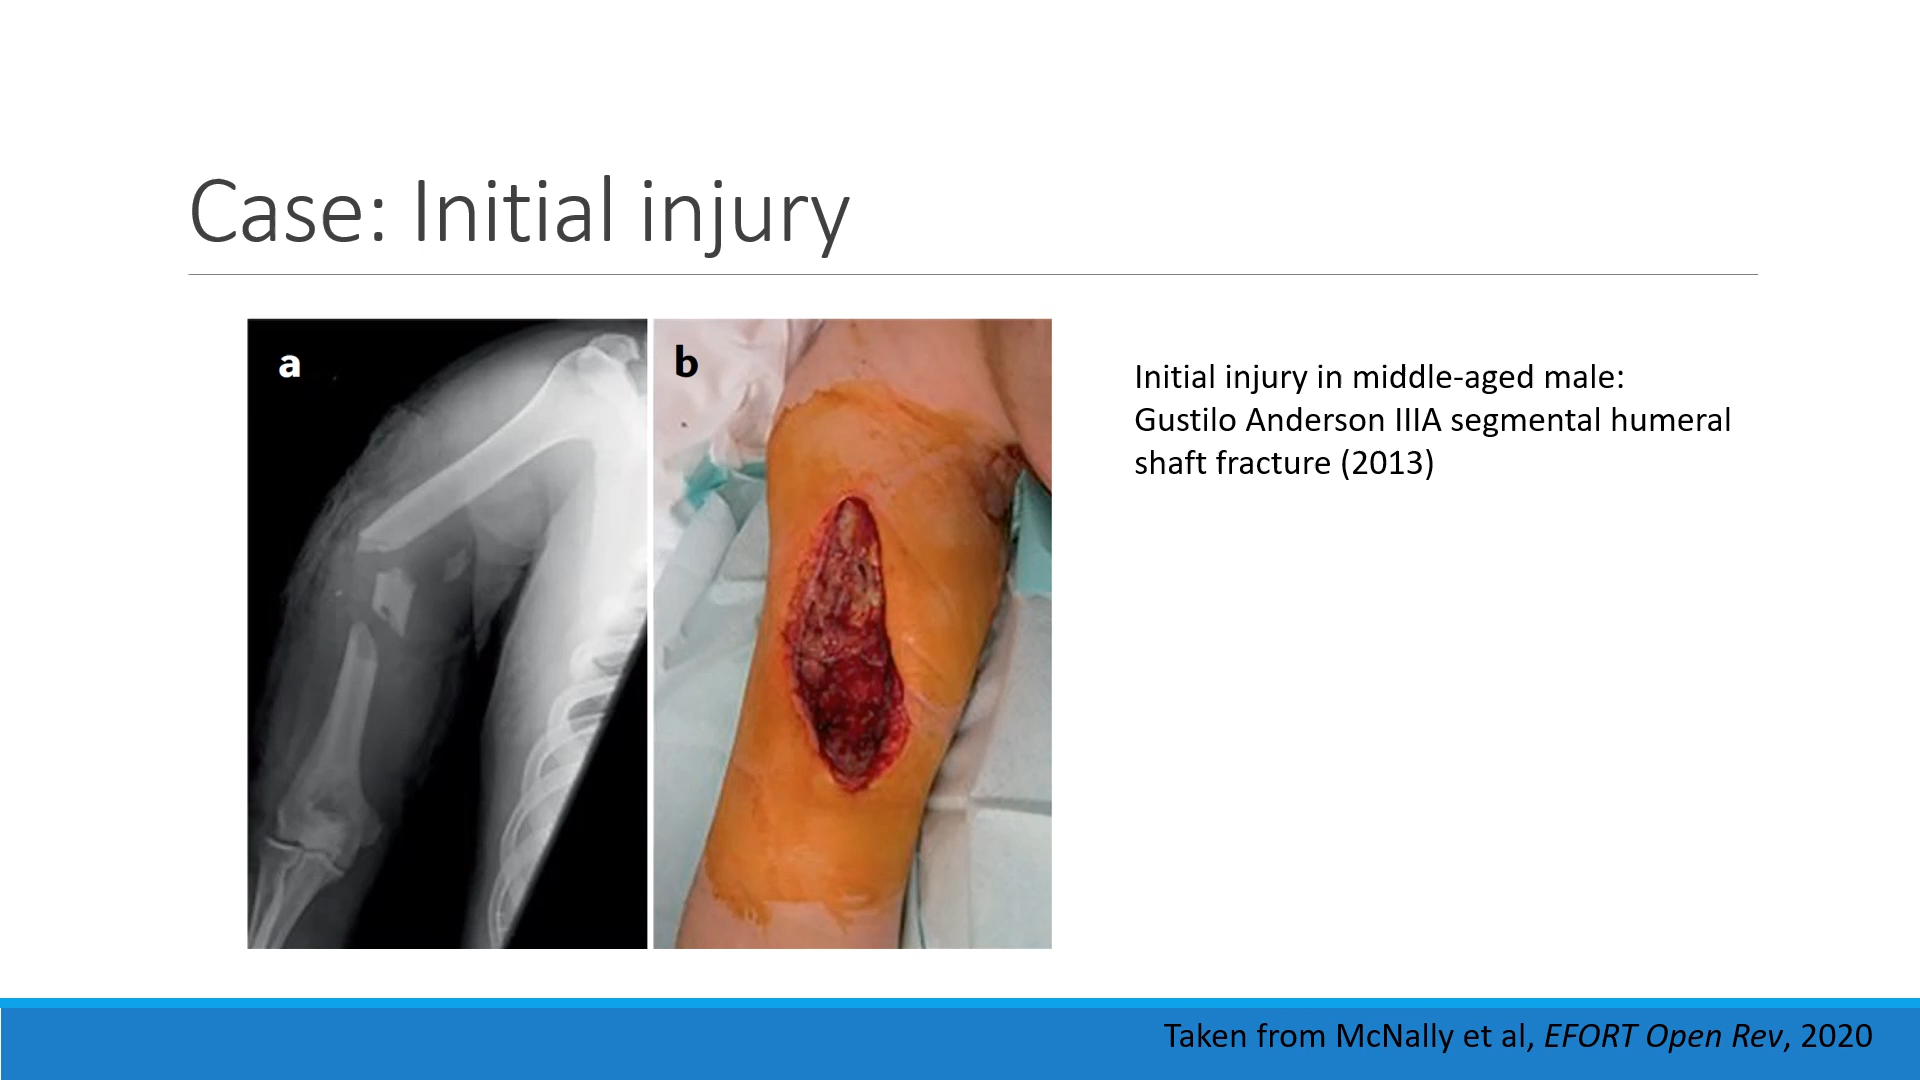 Case: Initial injury
a
b
Initial injury in middle-aged male:
Gustilo Anderson IIIA segmental humeral
shaft fracture (2013)
Taken from McNally et al, EFORT Open Rev, 2020